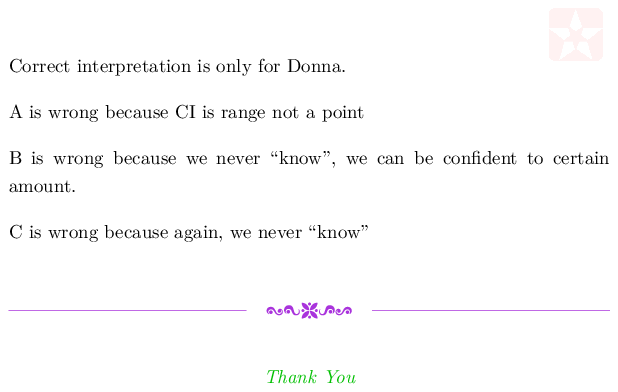 Correct interpretation is only for Donna.
A is wrong because CI is range not a point
B is wrong because we never “know”, we can be confident to certain
amount.
C is wrong because again, we never “know”
Thank You